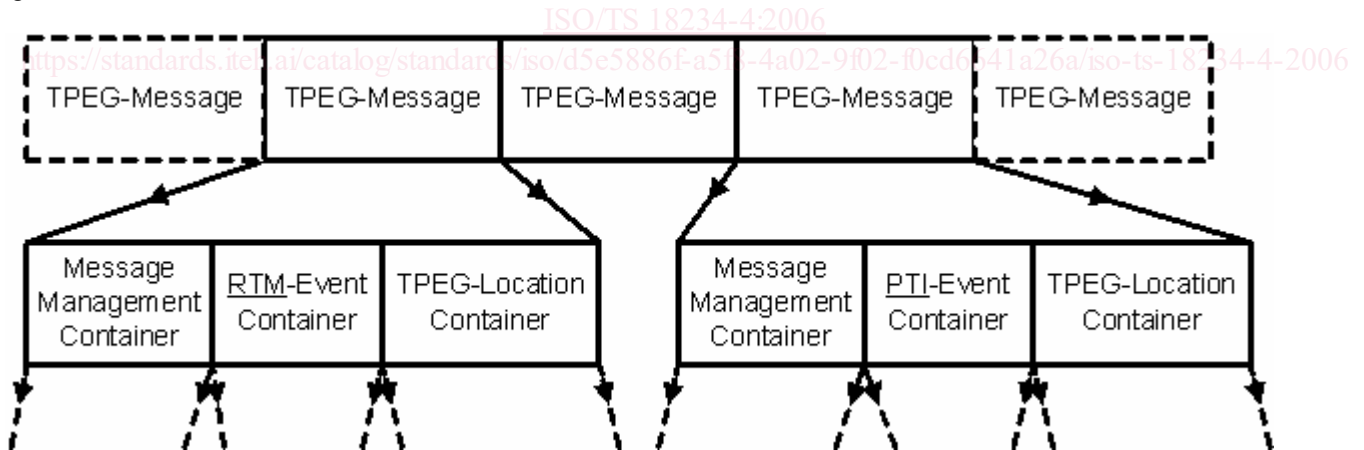 ISO/TS 18234-4:2006
https://standards.iteh.ai/catalog/standards/iso/d5e5886f-a5f8-4a02-9f02-f0cd6641a26a/iso-ts-18234-4-2006
TPEG-Message TPEG-Message TPEG-Message TPEG-Message TPEG-Message
Message Management Container
RTM-Event Container
TPEG-Location Container
Message Management Container
PTI-Event Container
TPEG-Location Container